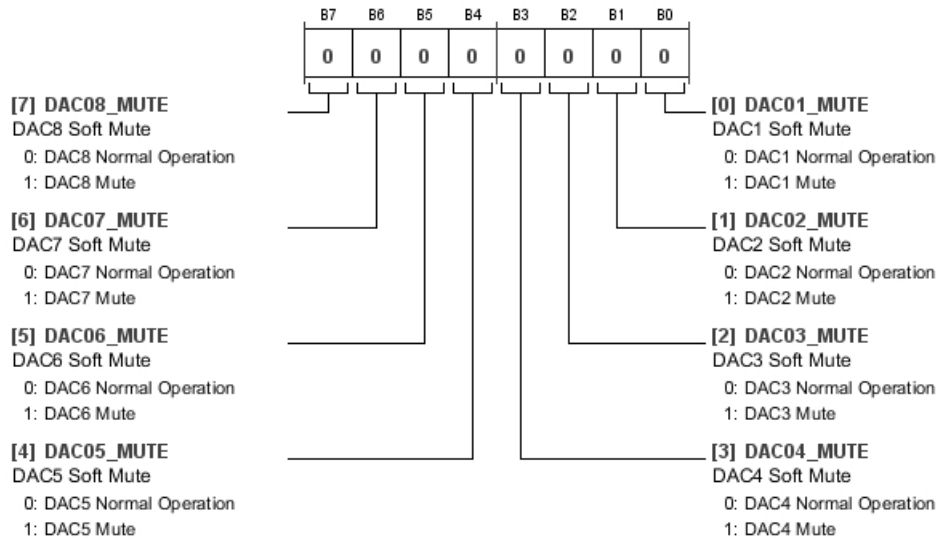 B7 B6 B5 B4 B3 B2 B1 B0
0 0 0 0 0 0 0 0
[7] DAC08_MUTE
DAC8 Soft Mute
0: DAC8 Normal Operation
1: DAC8 Mute
[6] DAC07_MUTE
DAC7 Soft Mute
0: DAC7 Normal Operation
1: DAC7 Mute
[5] DAC06_MUTE
DAC6 Soft Mute
0: DAC6 Normal Operation
1: DAC6 Mute
[4] DAC05_MUTE
DAC5 Soft Mute
0: DAC5 Normal Operation
1: DAC5 Mute
[0] DAC01_MUTE
DAC1 Soft Mute
0: DAC1 Normal Operation
1: DAC1 Mute
[1] DAC02_MUTE
DAC2 Soft Mute
0: DAC2 Normal Operation
1: DAC2 Mute
[2] DAC03_MUTE
DAC3 Soft Mute
0: DAC3 Normal Operation
1: DAC3 Mute
[3] DAC04_MUTE
DAC4 Soft Mute
0: DAC4 Normal Operation
1: DAC4 Mute